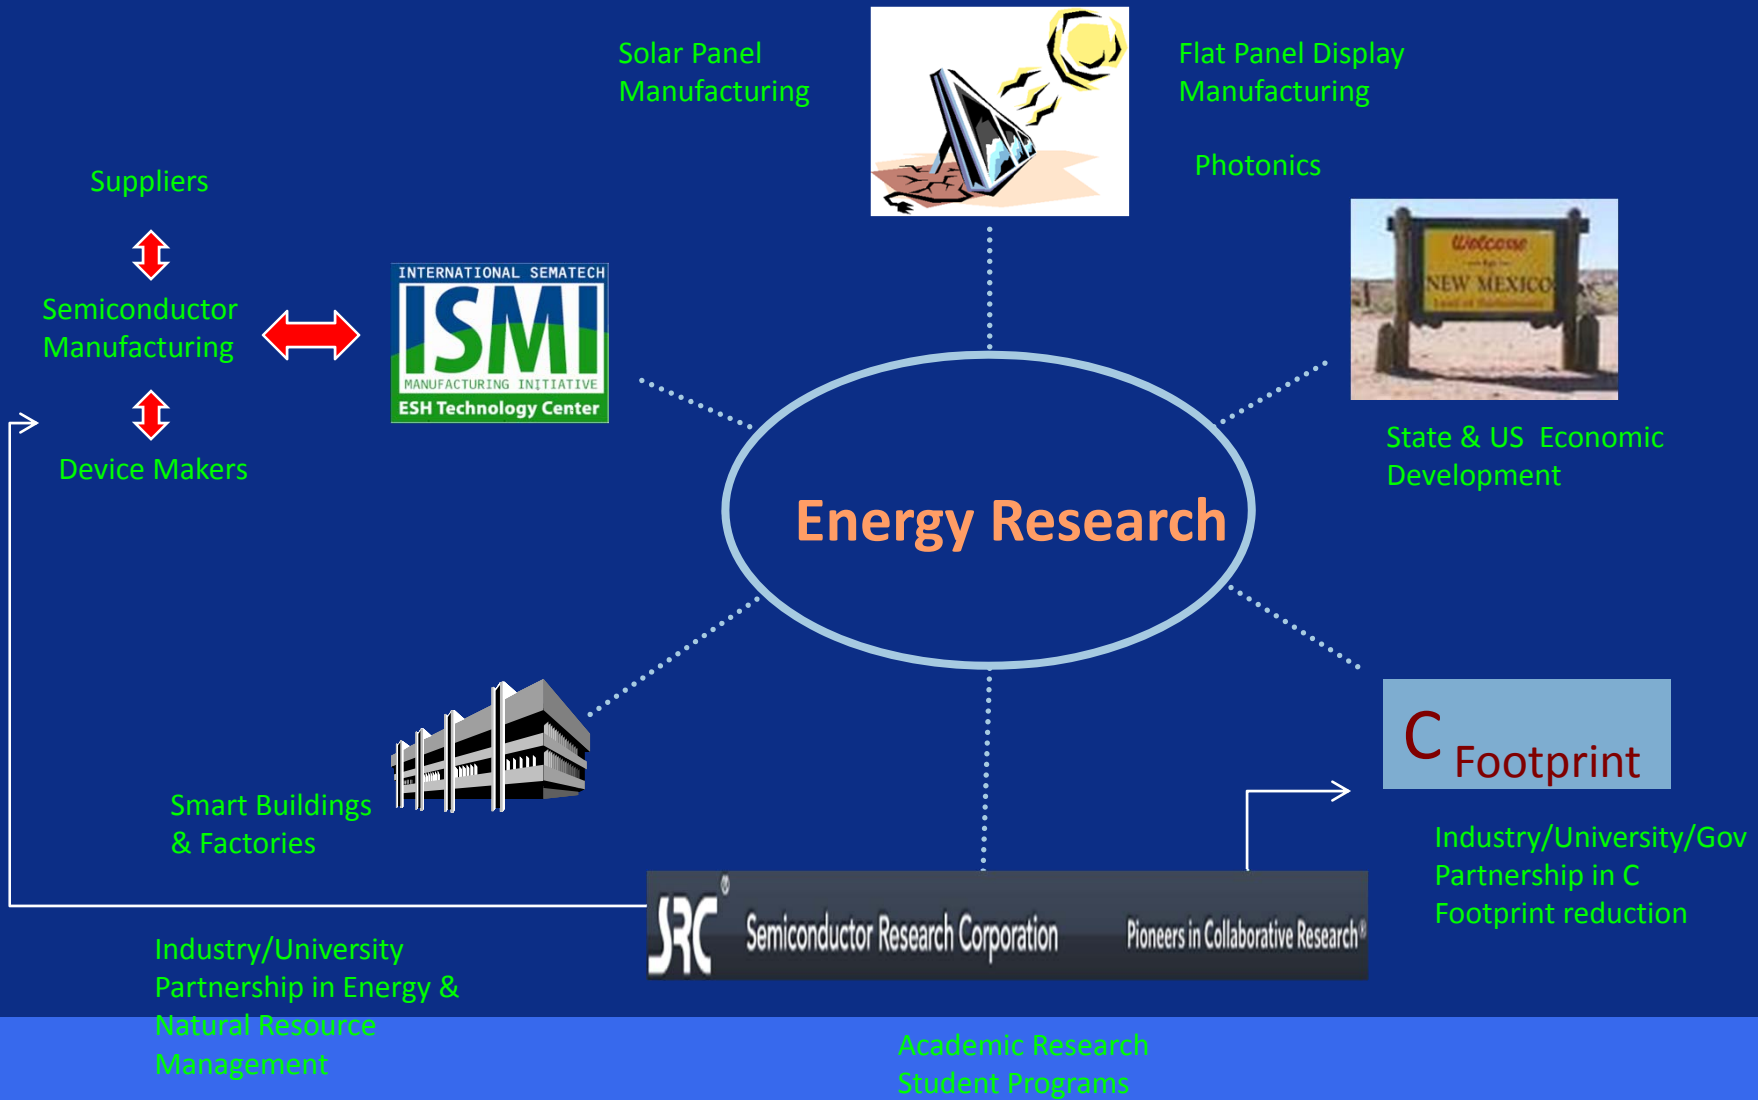 Solar Panel
Manufacturing
Flat Panel Display
Manufacturing
Photonics
Suppliers
Semiconductor
Manufacturing
Device Makers
INTERNATIONAL SEMATECH
ISMI
MANUFACTURING INITIATIVE
ESH Technology Center
Welcome
to
NEW MEXICO
Land of
State & US Economic
Development
Energy Research
C Footprint
Smart Buildings
& Factories
Industry/University/Gov
Partnership in C
Footprint reduction
SRC® Semiconductor Research Corporation Pioneers in Collaborative Research®
Industry/University
Partnership in Energy &
Natural Resource
Management
Academic Research
Student Programs